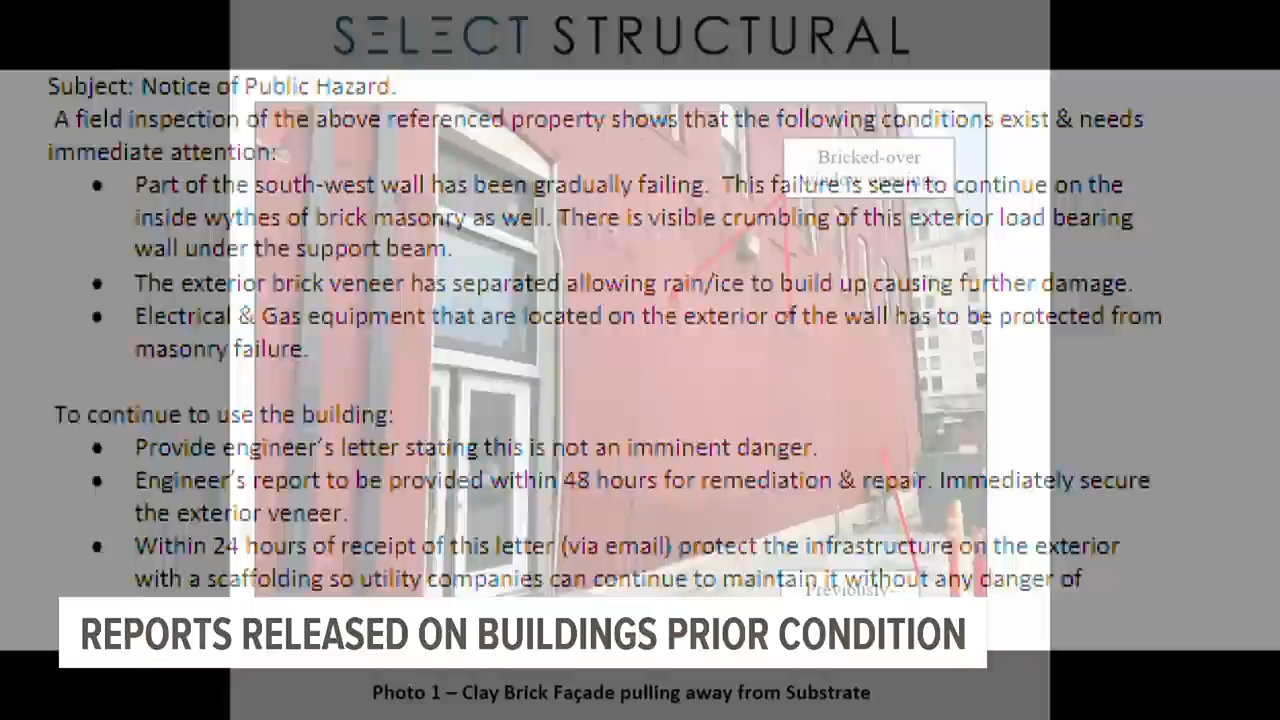 SELECT STRUCTURAL
Subject: Notice of Public Hazard.
A field inspection of the above referenced property shows that the following conditions exist & needs
immediate attention:
Bricked-over
• Part of the south-west wall has been gradually failing. This failure is seen to continue on the
inside wythes of brick masonry as well. There is visible crumbling of this exterior load bearing
wall under the support beam.
• The exterior brick veneer has separated allowing rain/ice to build up causing further damage.
• Electrical & Gas equipment that are located on the exterior of the wall has to be protected from
masonry failure.
To continue to use the building:
• Provide engineer's letter stating this is not an imminent danger.
• Engineer's report to be provided within 48 hours for remediation & repair. Immediately secure
the exterior veneer.
• Within 24 hours of receipt of this letter (via email) protect the infrastructure on the exterior
with a scaffolding so utility companies can continue to maintain it without any danger of
Previously
REPORTS RELEASED ON BUILDINGS PRIOR CONDITION
Photo 1 – Clay Brick Façade pulling away from Substrate